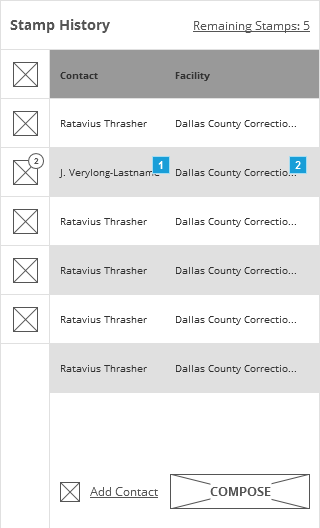 Stamp History Remaining Stamps: 5
Contact Facility
Ratavius Thrasher Dallas County Correctio...
2 J. Verylong-Lastname 1 Dallas County Correctio... 2
Ratavius Thrasher Dallas County Correctio...
Ratavius Thrasher Dallas County Correctio...
Ratavius Thrasher Dallas County Correctio...
Ratavius Thrasher Dallas County Correctio...
Add Contact COMPOSE